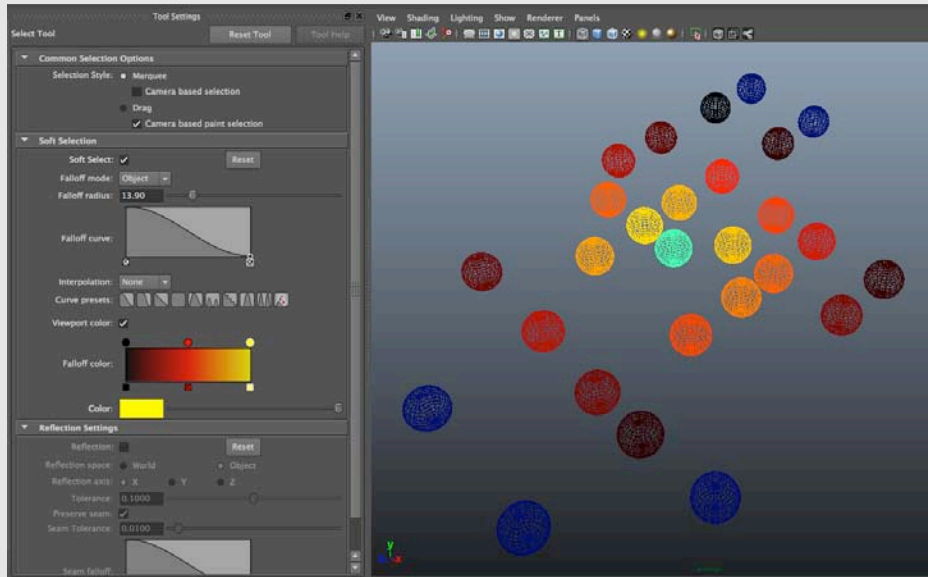 Tool Settings
Select Tool
Reset Tool
Tool Help
Common Selection Options
Selection Style: Marquee
Camera based selection
Drag
Camera based paint selection
Soft Selection
Soft Select:
Reset
Falloff mode: Object
Falloff radius: 13.90
Falloff curve:
Interpolation: None
Curve presets:
Viewport color:
Falloff color:
Color:
Reflection Settings
Reflection:
Reset
Reflection space: World Object
Reflection axis: X Y Z
Tolerance: 0.1000
Preserve seam:
Seam Tolerance: 0.0100
Seam falloff:
View Shading Lighting Show Renderer Panels
y
x